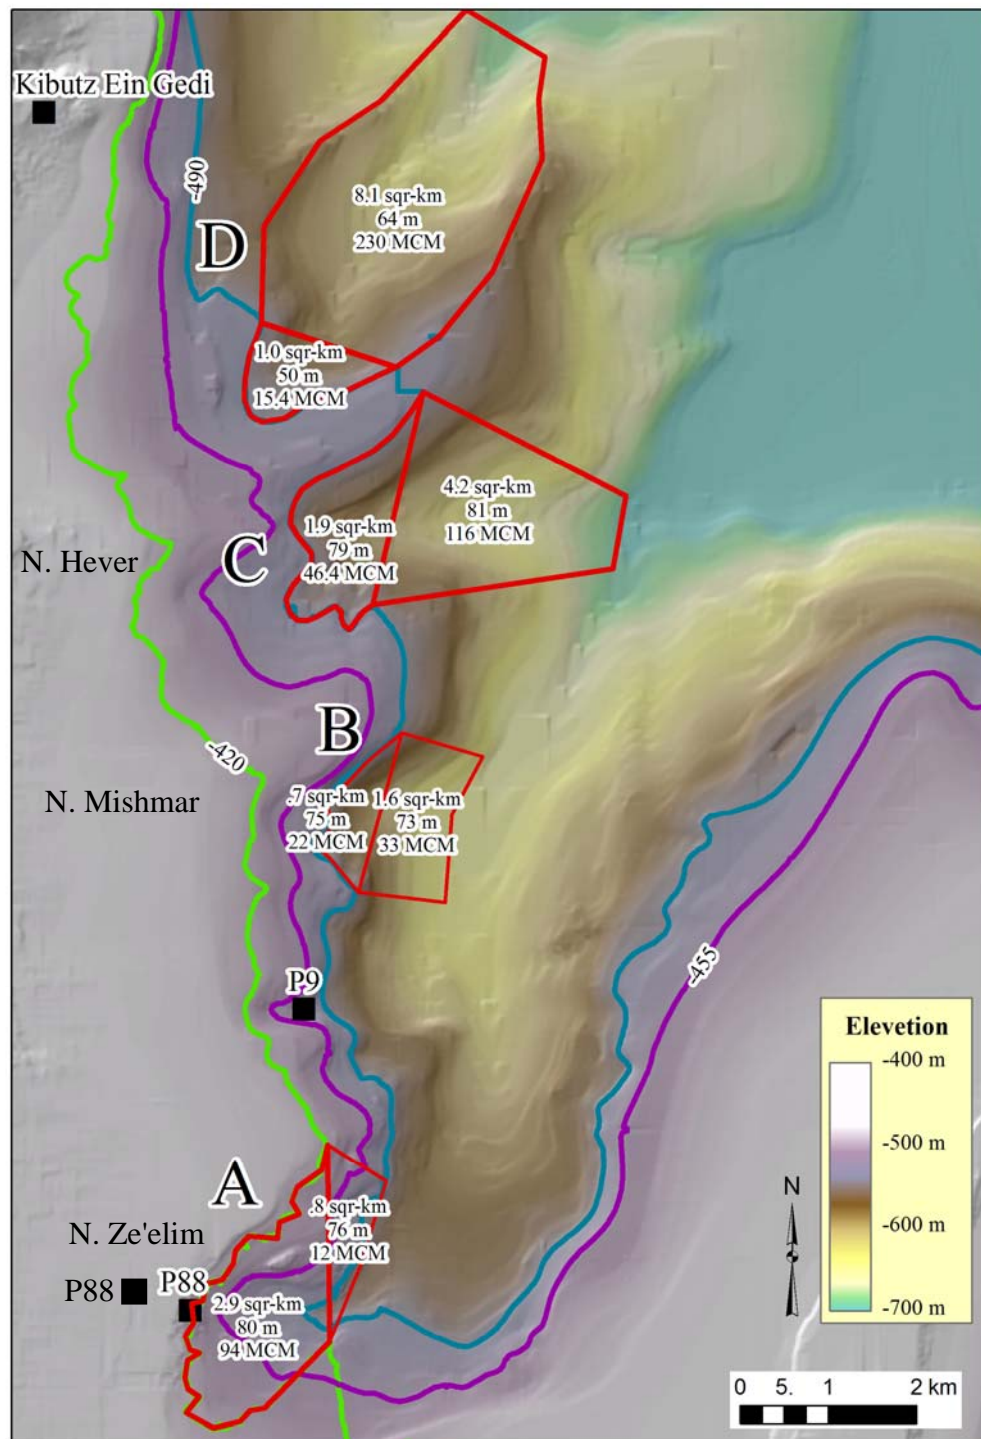 Kibutz Ein Gedi
-490
D
8.1 sqr-km
64 m
230 MCM
1.0 sqr-km
50 m
15.4 MCM
4.2 sqr-km
81 m
116 MCM
1.9 sqr-km
79 m
46.4 MCM
N. Hever
C
B
-420
N. Mishmar
.7 sqr-km
75 m
22 MCM
1.6 sqr-km
73 m
33 MCM
-455
P9
A
.8 sqr-km
76 m
12 MCM
N. Ze'elim
P88
P88
2.9 sqr-km
80 m
94 MCM
Elevetion
-400 m
-500 m
-600 m
-700 m
N
0 5. 1 2 km